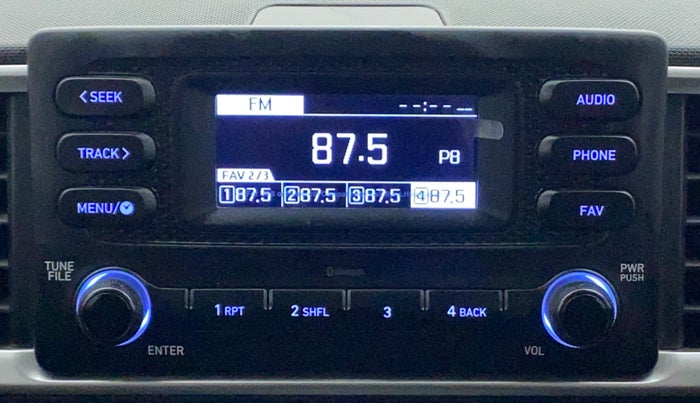 < SEEK
TRACK >
MENU/
FM
--:-- --
87.5
P8
FAV 2/3
1 87.5 2 87.5 3 87.5 4 87.5
AUDIO
PHONE
FAV
TUNE
FILE
ENTER
1 RPT
2 SHFL
3
4 BACK
PWR
PUSH
VOL